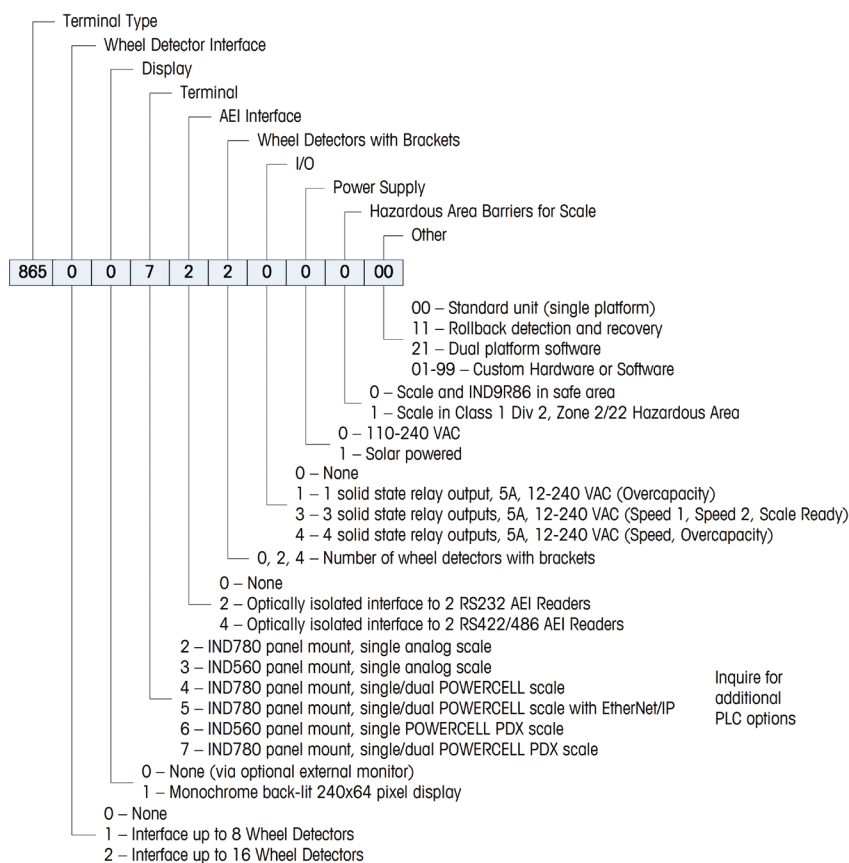 Terminal Type
Wheel Detector Interface
Display
Terminal
AEI Interface
Wheel Detectors with Brackets
I/O
Power Supply
Hazardous Area Barriers for Scale
Other
865 0 0 7 2 2 0 0 0 00
00 – Standard unit (single platform)
11 – Rollback detection and recovery
21 – Dual platform software
01-99 – Custom Hardware or Software
0 – Scale and IND9R86 in safe area
1 – Scale in Class 1 Div 2, Zone 2/22 Hazardous Area
0 – 110-240 VAC
1 – Solar powered
0 – None
1 – 1 solid state relay output, 5A, 12-240 VAC (Overcapacity)
3 – 3 solid state relay outputs, 5A, 12-240 VAC (Speed 1, Speed 2, Scale Ready)
4 – 4 solid state relay outputs, 5A, 12-240 VAC (Speed, Overcapacity)
0, 2, 4 – Number of wheel detectors with brackets
0 – None
2 – Optically isolated interface to 2 RS232 AEI Readers
4 – Optically isolated interface to 2 RS422/486 AEI Readers
2 – IND780 panel mount, single analog scale
3 – IND560 panel mount, single analog scale
4 – IND780 panel mount, single/dual POWERCELL scale
5 – IND780 panel mount, single/dual POWERCELL scale with EtherNet/IP
6 – IND560 panel mount, single POWERCELL PDX scale
7 – IND780 panel mount, single/dual POWERCELL PDX scale
Inquire for
additional
PLC options
0 – None (via optional external monitor)
1 – Monochrome back-lit 240x64 pixel display
0 – None
1 – Interface up to 8 Wheel Detectors
2 – Interface up to 16 Wheel Detectors